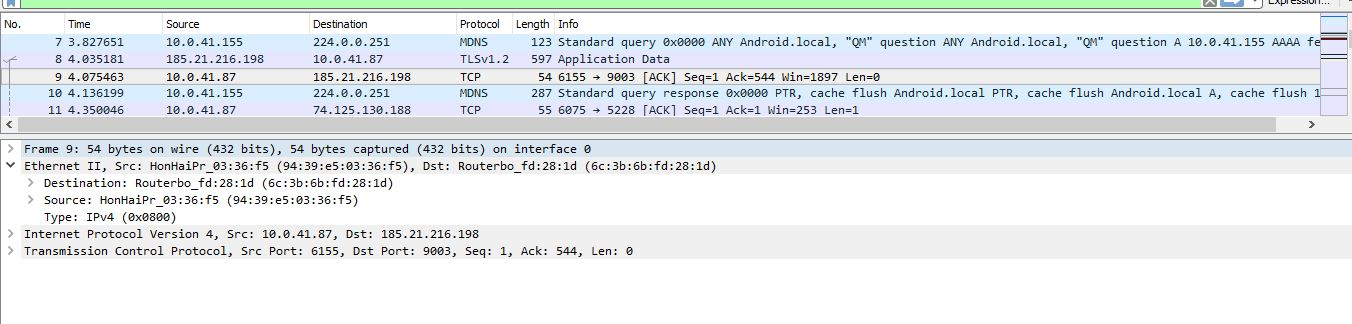 Expression...
No. Time Source Destination Protocol Length Info
7 3.827651 10.0.41.155 224.0.0.251 MDNS 123 Standard query 0x0000 ANY Android.local, "QM" question ANY Android.local, "QM" question A 10.0.41.155 AAAA fe
8 4.035181 185.21.216.198 10.0.41.87 TLSv1.2 597 Application Data
9 4.075463 10.0.41.87 185.21.216.198 TCP 54 6155 → 9003 [ACK] Seq=1 Ack=544 Win=1897 Len=0
10 4.136199 10.0.41.155 224.0.0.251 MDNS 287 Standard query response 0x0000 PTR, cache flush Android.local PTR, cache flush Android.local A, cache flush 1
11 4.350046 10.0.41.87 74.125.130.188 TCP 55 6075 → 5228 [ACK] Seq=1 Ack=1 Win=253 Len=1
Frame 9: 54 bytes on wire (432 bits), 54 bytes captured (432 bits) on interface 0
Ethernet II, Src: HonHaiPr_03:36:f5 (94:39:e5:03:36:f5), Dst: Routerbo_fd:28:1d (6c:3b:6b:fd:28:1d)
Destination: Routerbo_fd:28:1d (6c:3b:6b:fd:28:1d)
Source: HonHaiPr_03:36:f5 (94:39:e5:03:36:f5)
Type: IPv4 (0x0800)
Internet Protocol Version 4, Src: 10.0.41.87, Dst: 185.21.216.198
Transmission Control Protocol, Src Port: 6155, Dst Port: 9003, Seq: 1, Ack: 544, Len: 0